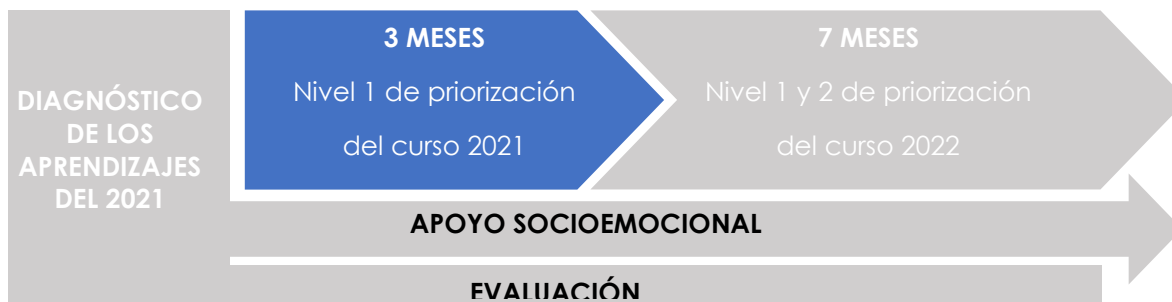 DIAGNÓSTICO
DE LOS
APRENDIZAJES
DEL 2021
3 MESES
Nivel 1 de priorización
del curso 2021
7 MESES
Nivel 1 y 2 de priorización
del curso 2022
APOYO SOCIOEMOCIONAL
EVALUACIÓN